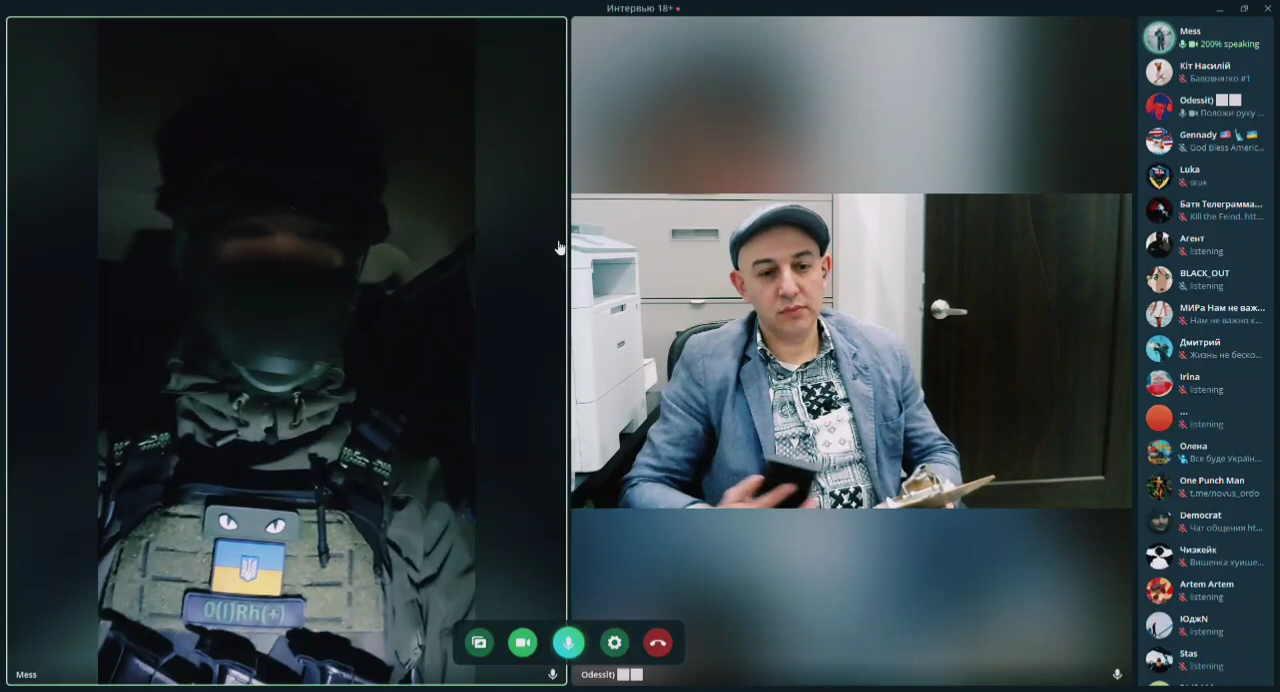 Интервью 18+
O(I)Rh(+)
Mess
Odessit)
Mess
200% speaking
Кіт Насилій
Бавовнятко #1
Odessit)
Положи руку ...
Gennady
God Bless Americ...
Luka
GEUA
Батя Телеграмма...
Kill the Feind. htt...
Агент
listening
BLACK_OUT
listening
МИРа Нам не важ...
Нам не важно к...
Дмитрий
Жизнь не беско...
Irina
listening
...
listening
Олена
Все буде Україн...
One Punch Man
t.me/novus_ordo
Democrat
Чат общения ht...
Чизкейк
Вишенка хуише...
Artem Artem
listening
ЮджN
listening
Stas
listening